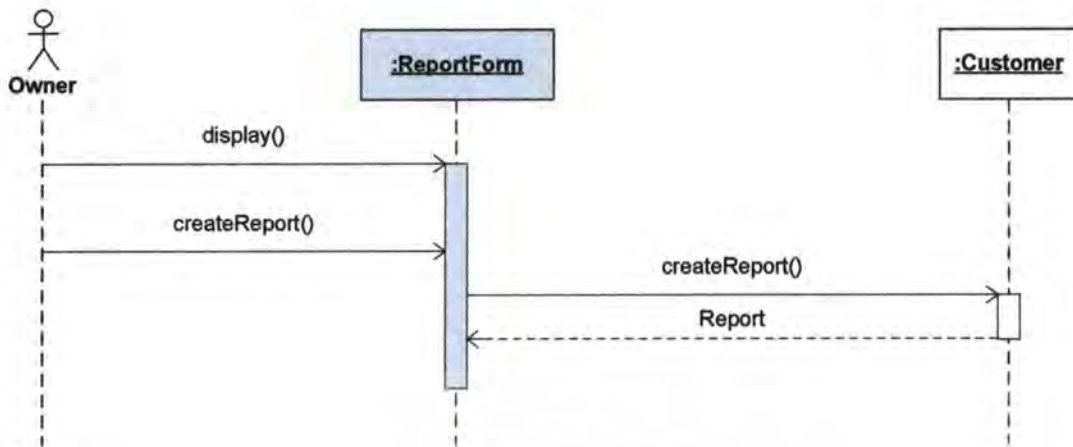 Owner
:ReportForm
:Customer
display()
createReport()
createReport()
Report